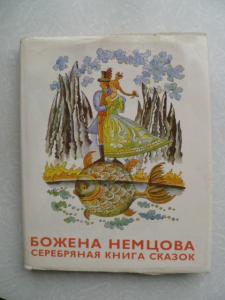 БОЖЕНА НЕМЦОВА
СЕРЕБРЯНАЯ КНИГА СКАЗОК